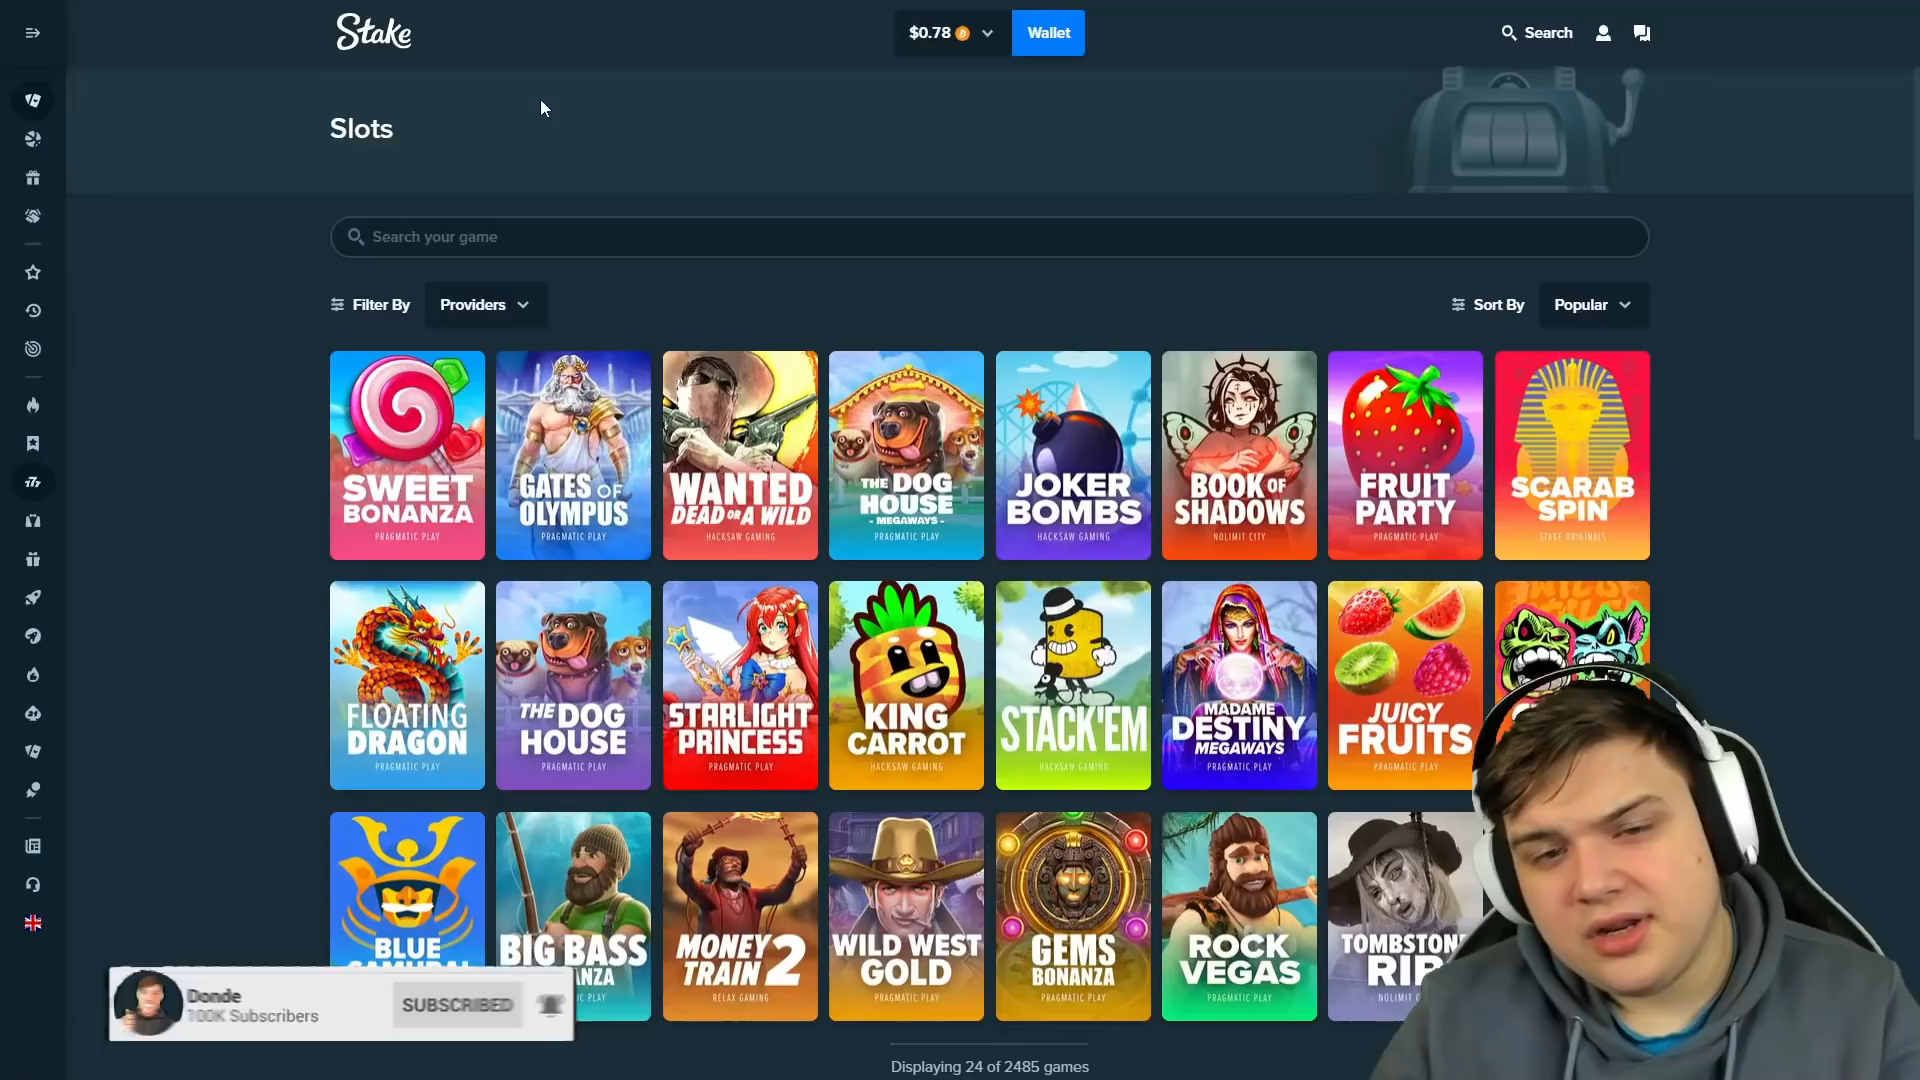 Stake
$0.78
Wallet
Search
Slots
Search your game
Filter By
Providers
Sort By
Popular
SWEET
BONANZA
PRAGMATIC PLAY
GATES OF
OLYMPUS
PRAGMATIC PLAY
WANTED
DEAD OR A WILD
HACKSAW GAMING
THE DOG
HOUSE
- MEGAWAYS -
PRAGMATIC PLAY
JOKER
BOMBS
HACKSAW GAMING
BOOK OF
SHADOWS
NOLIMIT CITY
FRUIT
PARTY
PRAGMATIC PLAY
SCARAB
SPIN
STAKE ORIGINALS
FLOATING
DRAGON
PRAGMATIC PLAY
THE DOG
HOUSE
PRAGMATIC PLAY
STARLIGHT
PRINCESS
PRAGMATIC PLAY
KING
CARROT
HACKSAW GAMING
STACK'EM
HACKSAW GAMING
MADAME
DESTINY
MEGAWAYS
PRAGMATIC PLAY
JUICY
FRUITS
PRAGMATIC PLAY
BLUE
SAMURAI
BIG BASS
MONEY
TRAIN 2
RELAX GAMING
WILD WEST
GOLD
PRAGMATIC PLAY
GEMS
BONANZA
PRAGMATIC PLAY
ROCK
VEGAS
PRAGMATIC PLAY
TOMBSTON
RIP
NOLIMIT
Donde
100K Subscribers
SUBSCRIBED
Displaying 24 of 2485 games